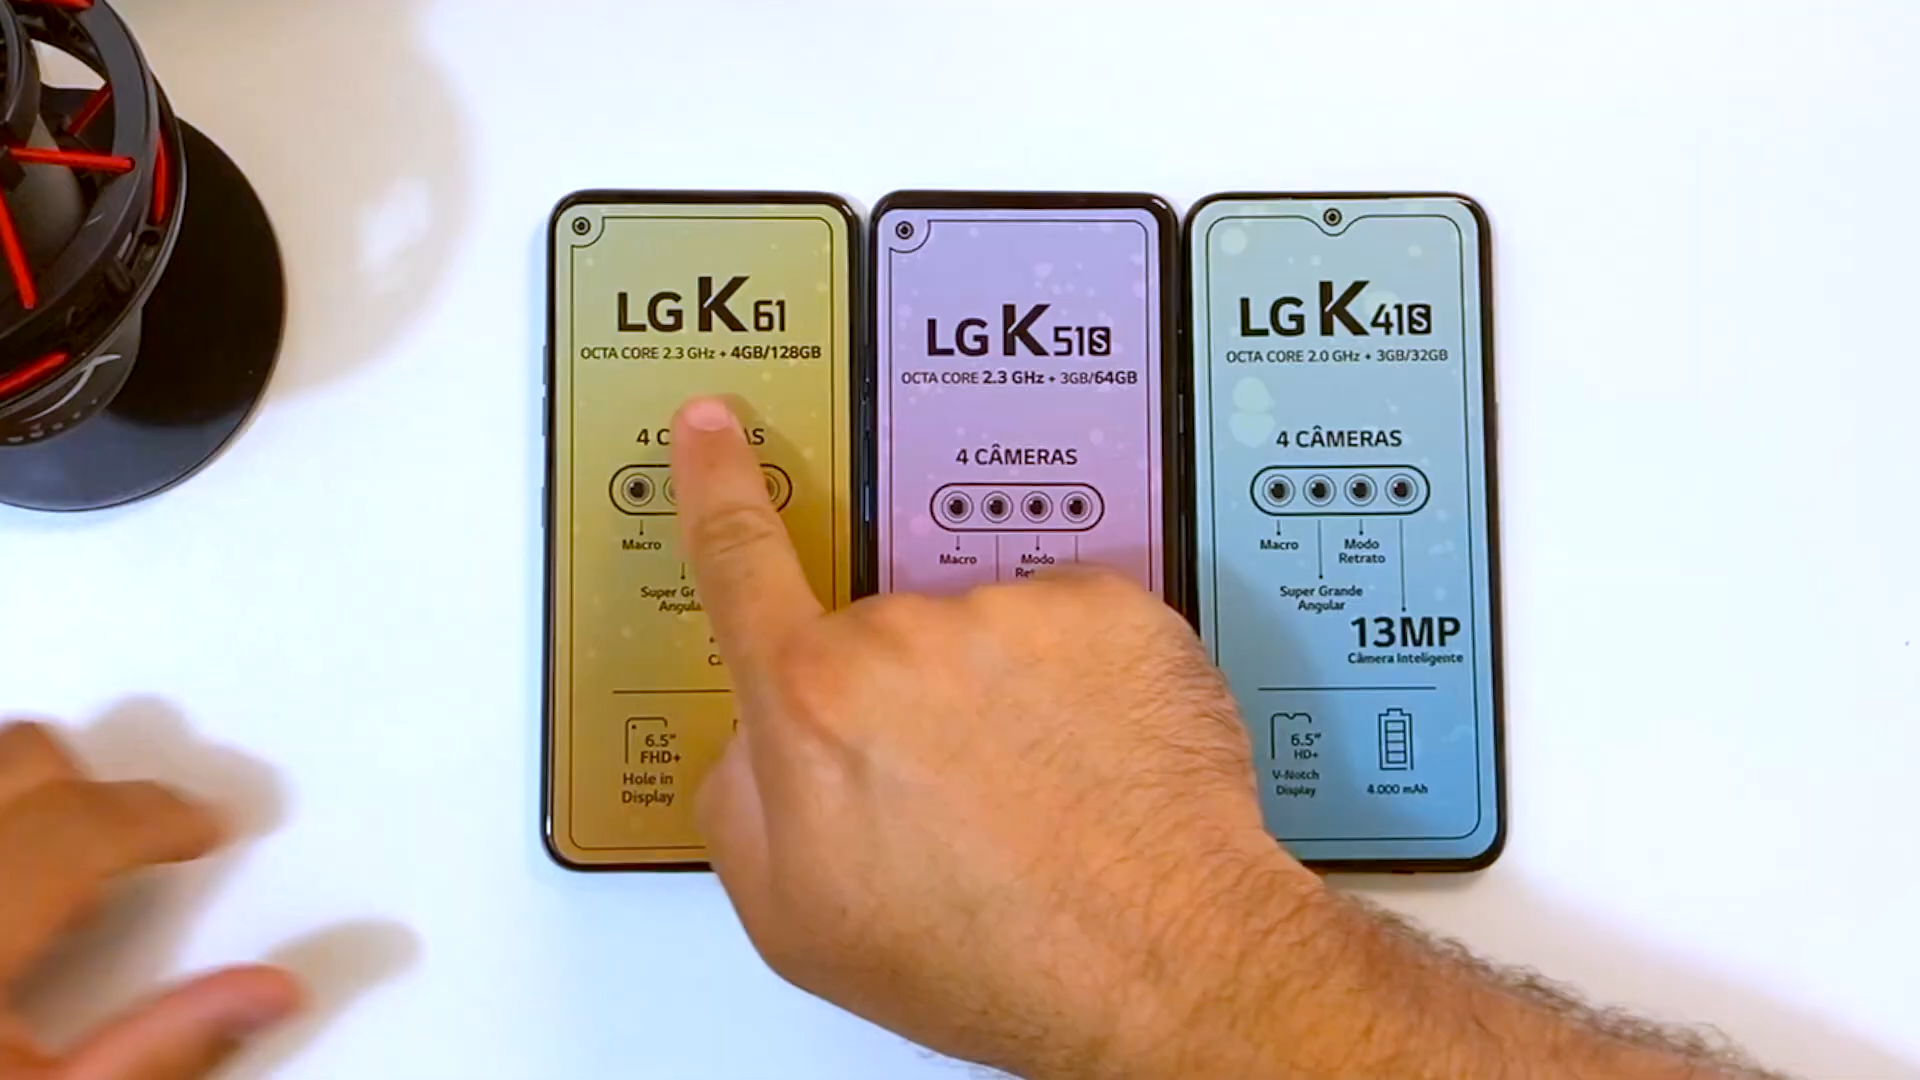 LG K61
OCTA CORE 2.3 GHz + 4GB/128GB
4
Macro
Super
6.5"
FHD+
Hole in
Display
LG K51S
OCTA CORE 2.3 GHz + 3GB/64GB
4 CÂMERAS
Macro
Modo
LG K41S
OCTA CORE 2.0 GHz + 3GB/32GB
4 CÂMERAS
Macro
Modo
Retrato
Super Grande
Angular
13MP
Câmera Inteligente
6.5"
HD+
V-Notch
Display
4.000 mAh